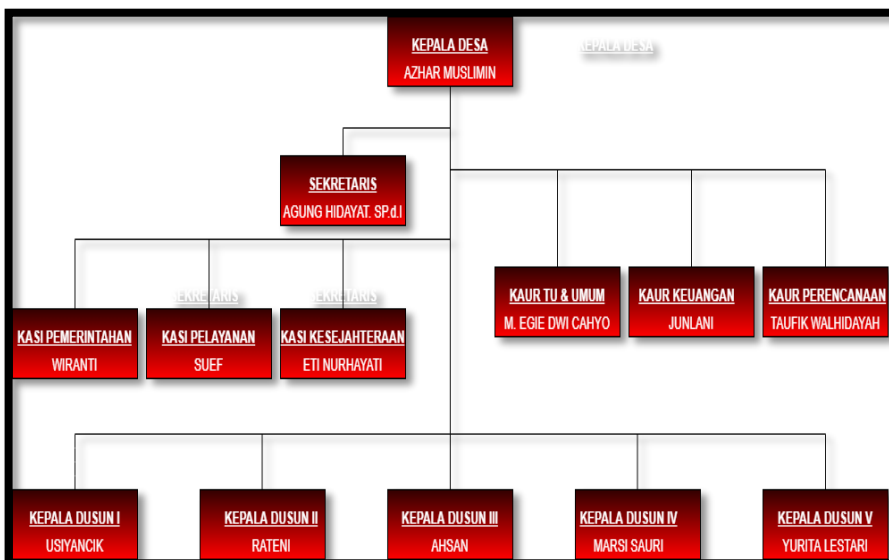 KEPALA DESA
AZHAR MUSLIMIN
KEPALA DESA
SEKRETARIS
AGUNG HIDAYAT. SP.d.I
KAUR TU & UMUM
M. EGIE DWI CAHYO
KAUR KEUANGAN
JUNLANI
KAUR PERENCANAAN
TAUFIK WALHIDAYAH
SEKRETARIS
SEKRETARIS
KASI PEMERINTAHAN
WIRANTI
KASI PELAYANAN
SUEF
KASI KESEJAHTERAAN
ETI NURHAYATI
KEPALA DUSUN I
USIYANCIK
KEPALA DUSUN II
RATENI
KEPALA DUSUN III
AHSAN
KEPALA DUSUN IV
MARSI SAURI
KEPALA DUSUN V
YURITA LESTARI